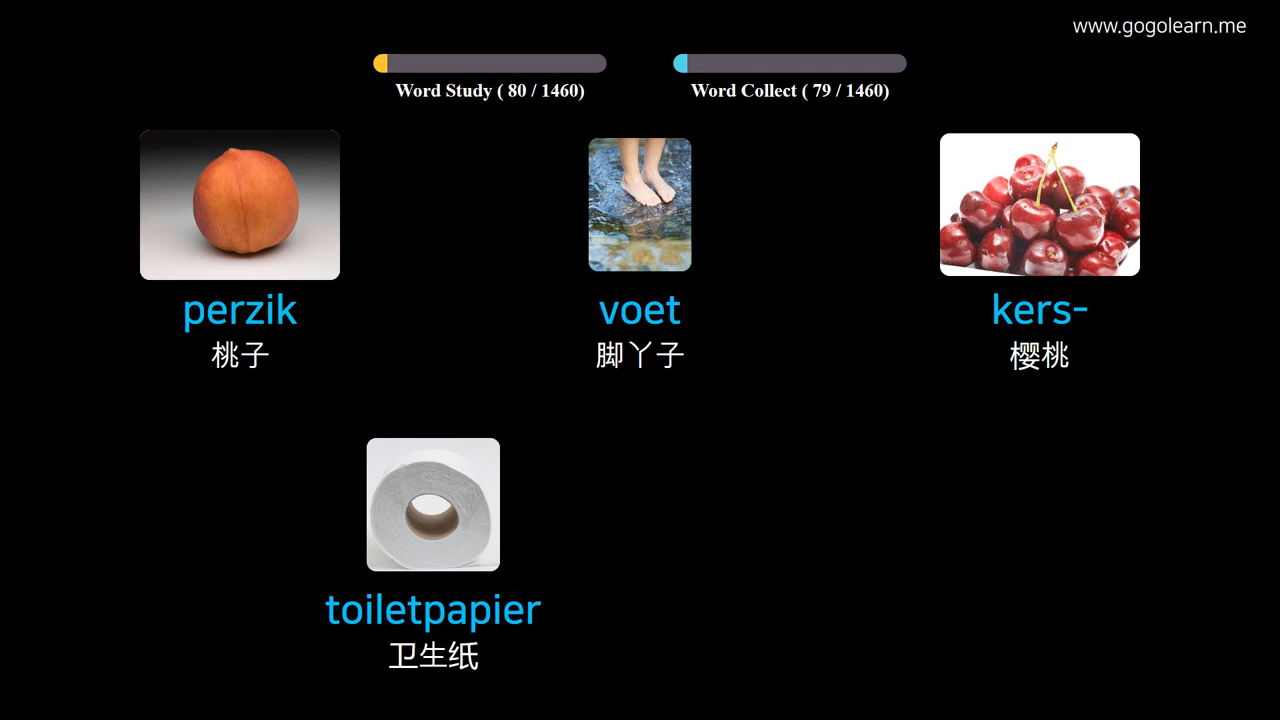 www.gogolearn.me
Word Study ( 80 / 1460)
Word Collect ( 79 / 1460)
perzik
桃子
voet
脚丫子
kers-
樱桃
toiletpapier
卫生纸